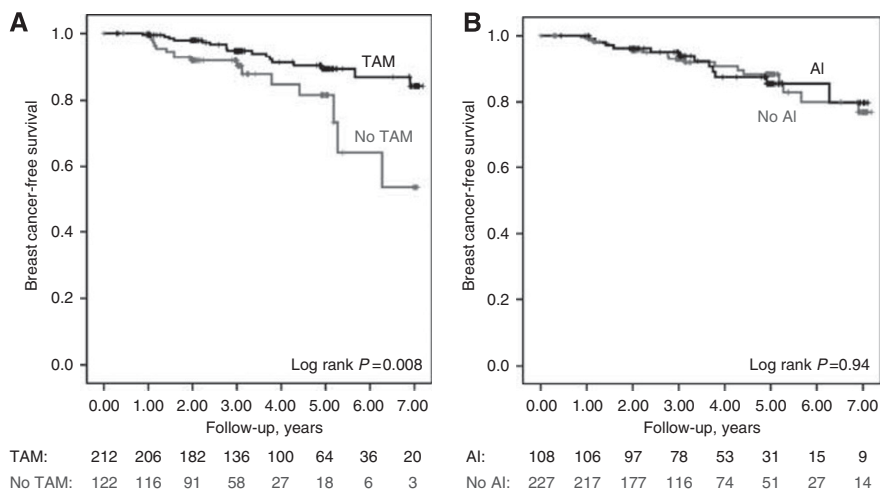 A
Breast cancer-free survival
1.0
0.8
0.6
0.4
0.2
0.0
TAM
No TAM
Log rank P=0.008
0.00 1.00 2.00 3.00 4.00 5.00 6.00 7.00
Follow-up, years
TAM: 212 206 182 136 100 64 36 20
No TAM: 122 116 91 58 27 18 6 3
B
Breast cancer-free survival
1.0
0.8
0.6
0.4
0.2
0.0
AI
No AI
Log rank P=0.94
0.00 1.00 2.00 3.00 4.00 5.00 6.00 7.00
Follow-up, years
AI: 108 106 97 78 53 31 15 9
No AI: 227 217 177 116 74 51 27 14